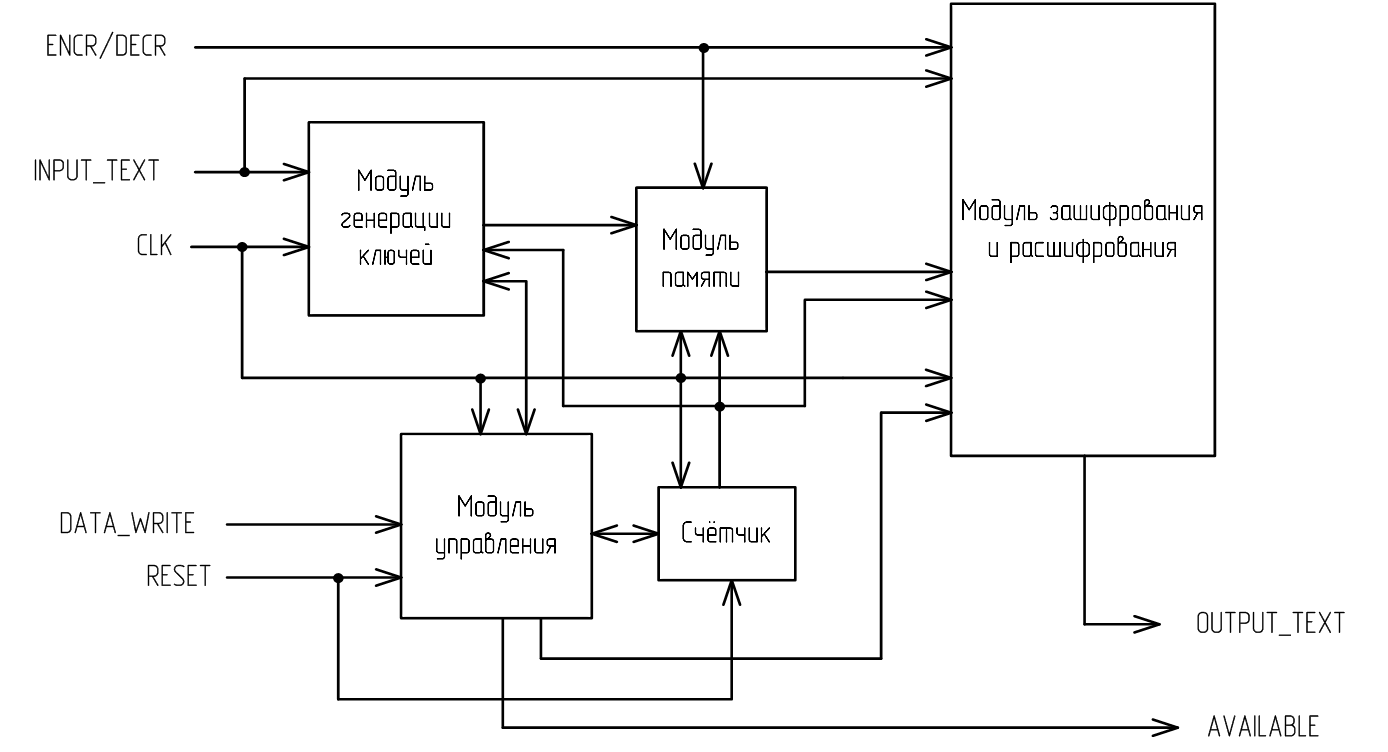 ENCR/DECR
INPUT_TEXT
CLK
Модуль
генерации
ключей
Модуль
памяти
Модуль зашифрования
и расшифрования
DATA_WRITE
RESET
Модуль
управления
Счётчик
OUTPUT_TEXT
AVAILABLE